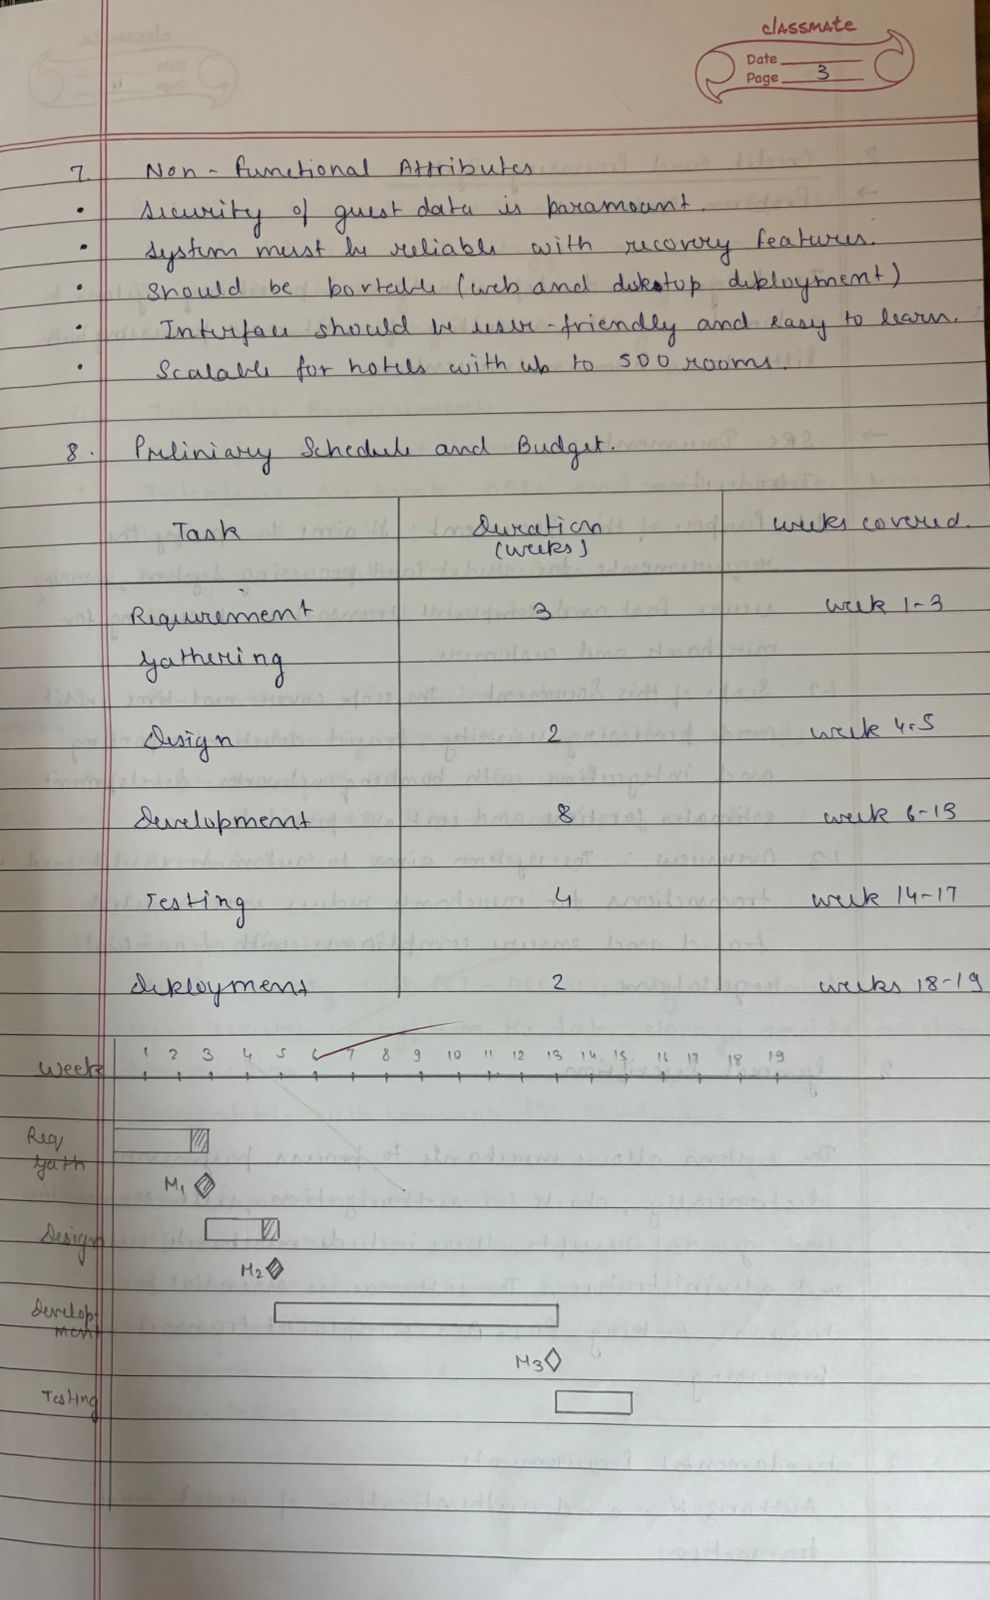 classmate
Date
Page 3
7. Non-Functional Attributes
• Security of guest data is paramount.
• System must be reliable with recovery features.
• Should be portable (web and dekstop deployment)
• Interface should be user-friendly and easy to learn.
• Scalable for hotels with up to 500 rooms.
8. Preliniary Schedule and Budget.
Task Duration (weeks) weeks covered.
Requirement gathering 3 week 1-3
Design 2 week 4-5
Development 8 week 6-13
Testing 4 week 14-17
deployment 2 weeks 18-19
Week 1 2 3 4 5 6 7 8 9 10 11 12 13 14 15 16 17 18 19
Req
gath
M1
Design
M2
Develop
ment
M3
Testing